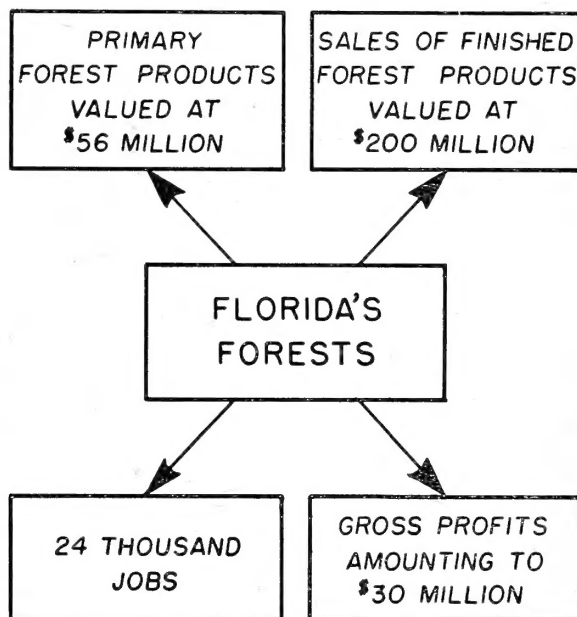 PRIMARY
FOREST PRODUCTS
VALUED AT
$56 MILLION
SALES OF FINISHED
FOREST PRODUCTS
VALUED AT
$200 MILLION
FLORIDA'S
FORESTS
24 THOUSAND
JOBS
GROSS PROFITS
AMOUNTING TO
$30 MILLION